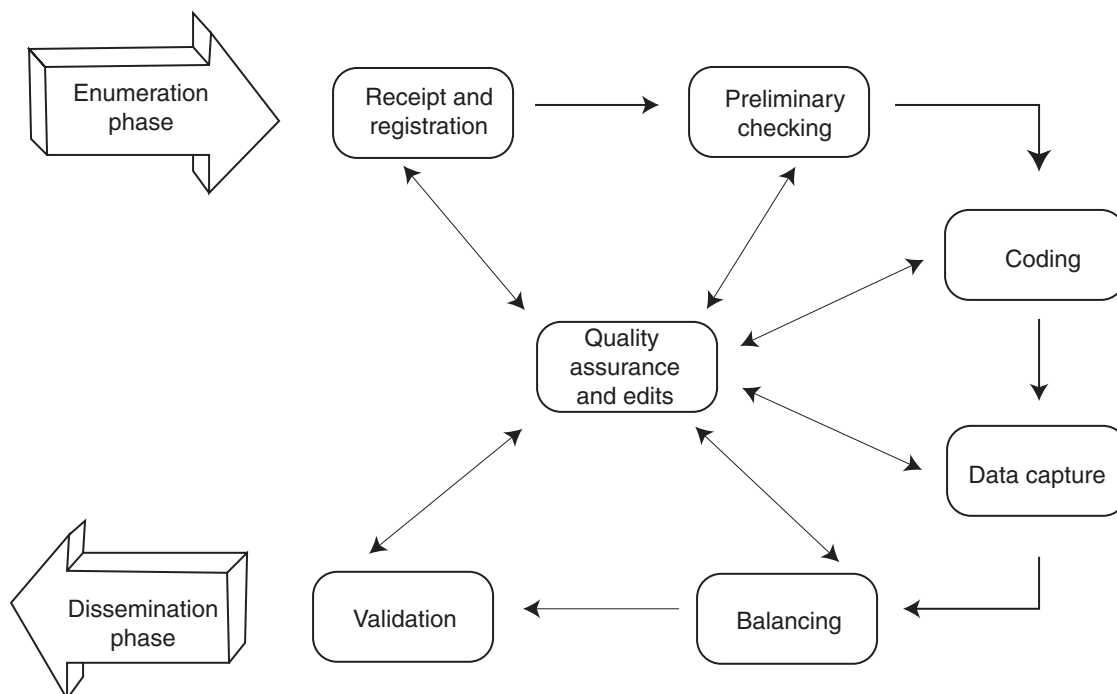 Enumeration
phase
Receipt and
registration
Preliminary
checking
Coding
Quality
assurance
and edits
Data capture
Dissemination
phase
Validation
Balancing